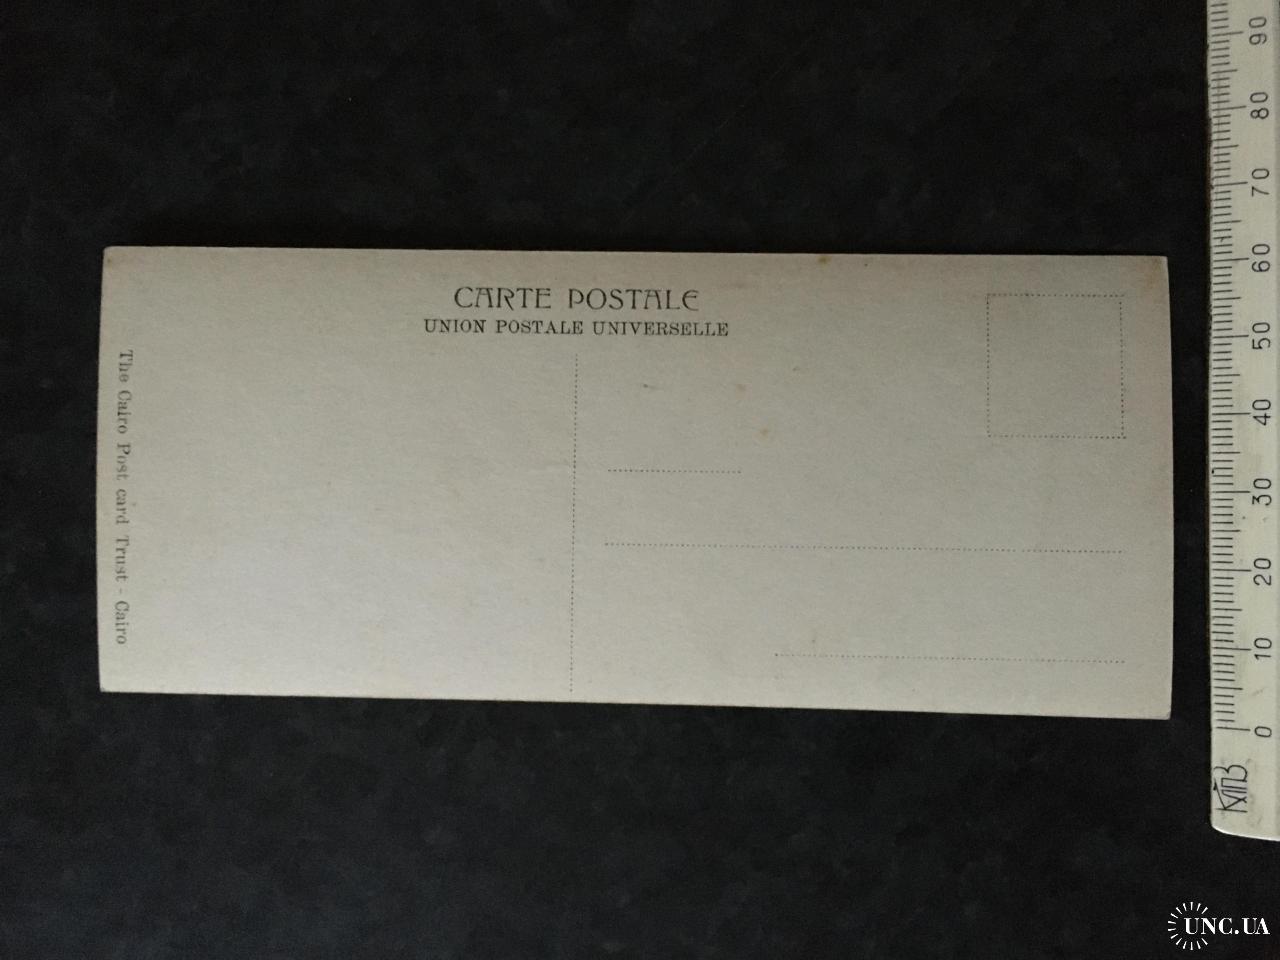 CARTE POSTALE
UNION POSTALE UNIVERSELLE
The Cairo Post card Trust - Cairo
90
80
70
60
50
40
30
20
10
0
UNC.UA